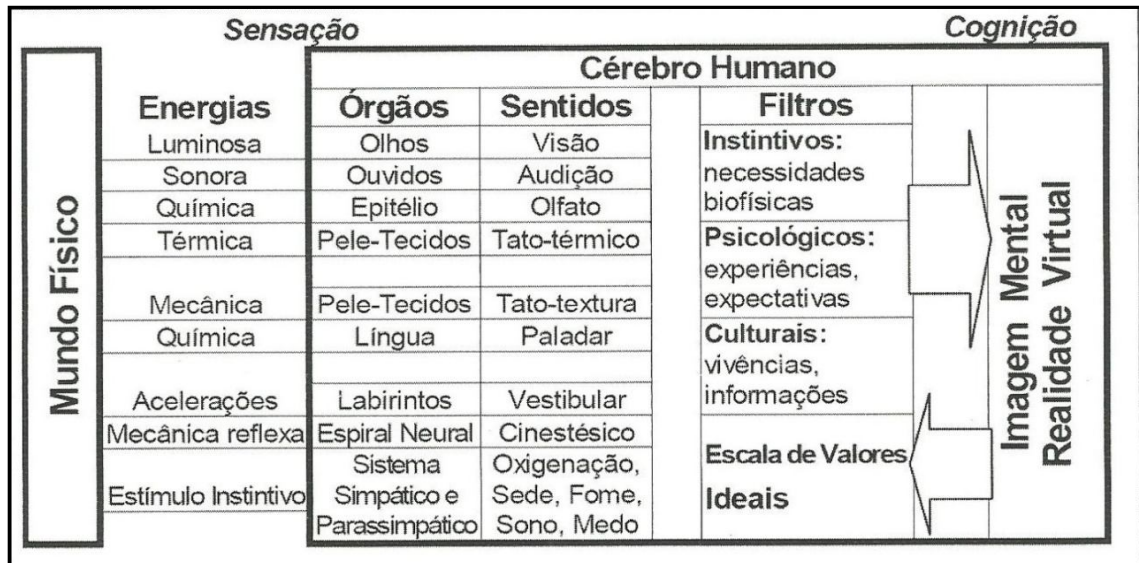 Sensação Cognição
Cérebro Humano
Energias Órgãos Sentidos Filtros
Luminosa Olhos Visão Instintivos:
Sonora Ouvidos Audição necessidades
Química Epitélio Olfato biofísicas
Térmica Pele-Tecidos Tato-térmico Psicológicos:
experiências,
Mecânica Pele-Tecidos Tato-textura expectativas
Química Língua Paladar Culturais:
vivências,
Acelerações Labirintos Vestibular informações
Mecânica reflexa Espiral Neural Cinestésico
Sistema Oxigenação, Escala de Valores
Estímulo Instintivo Simpático e Sede, Fome, Ideais
Parassimpático Sono, Medo
Mundo Físico
Imagem Mental
Realidade Virtual